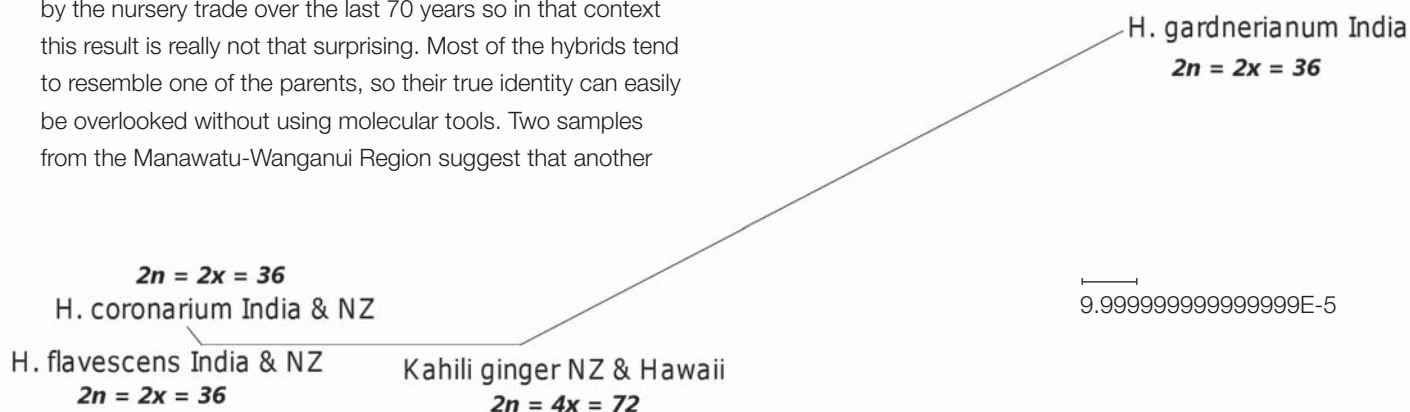 by the nursery trade over the last 70 years so in that context
this result is really not that surprising. Most of the hybrids tend
to resemble one of the parents, so their true identity can easily
be overlooked without using molecular tools. Two samples
from the Manawatu-Wanganui Region suggest that another
H. gardnerianum India
2n = 2x = 36
2n = 2x = 36
H. coronarium India & NZ
9.999999999999999E-5
H. flavescens India & NZ
2n = 2x = 36
Kahili ginger NZ & Hawaii
2n = 4x = 72